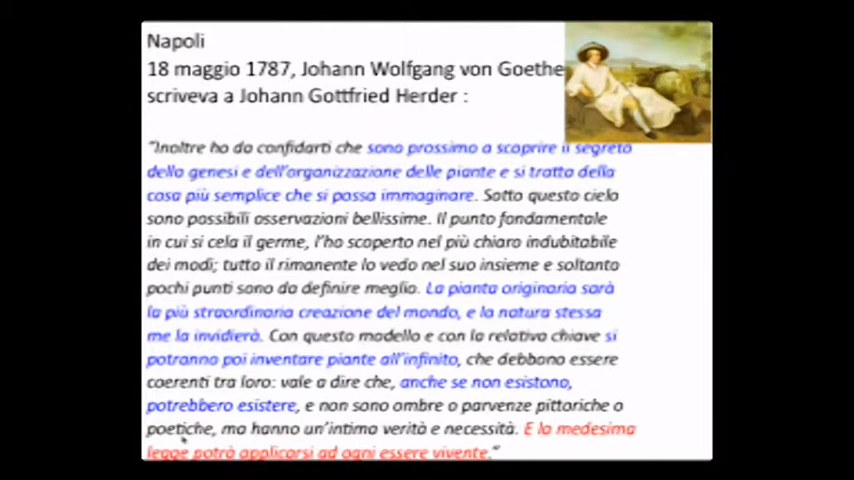 Napoli
18 maggio 1787, Johann Wolfgang von Goethe
scriveva a Johann Gottfried Herder :
"Inoltre ho da confidarti che sono prossimo a scoprire il segreto
della genesi e dell'organizzazione delle piante e si tratta della
cosa più semplice che si possa immaginare. Sotto questo cielo
sono possibili osservazioni bellissime. Il punto fondamentale
in cui si cela il germe, l'ho scoperto nel più chiaro indubitabile
dei modi; tutto il rimanente lo vedo nel suo insieme e soltanto
pochi punti sono da definire meglio. La pianta originaria sarà
la più straordinaria creazione del mondo, e la natura stessa
me la invidierà. Con questo modello e con la relativa chiave si
potranno poi inventare piante all'infinito, che debbono essere
coerenti tra loro: vale a dire che, anche se non esistono,
potrebbero esistere, e non sono ombre o parvenze pittoriche o
poetiche, ma hanno un'intima verità e necessità. E la medesima
legge potrà applicarsi ad ogni essere vivente."